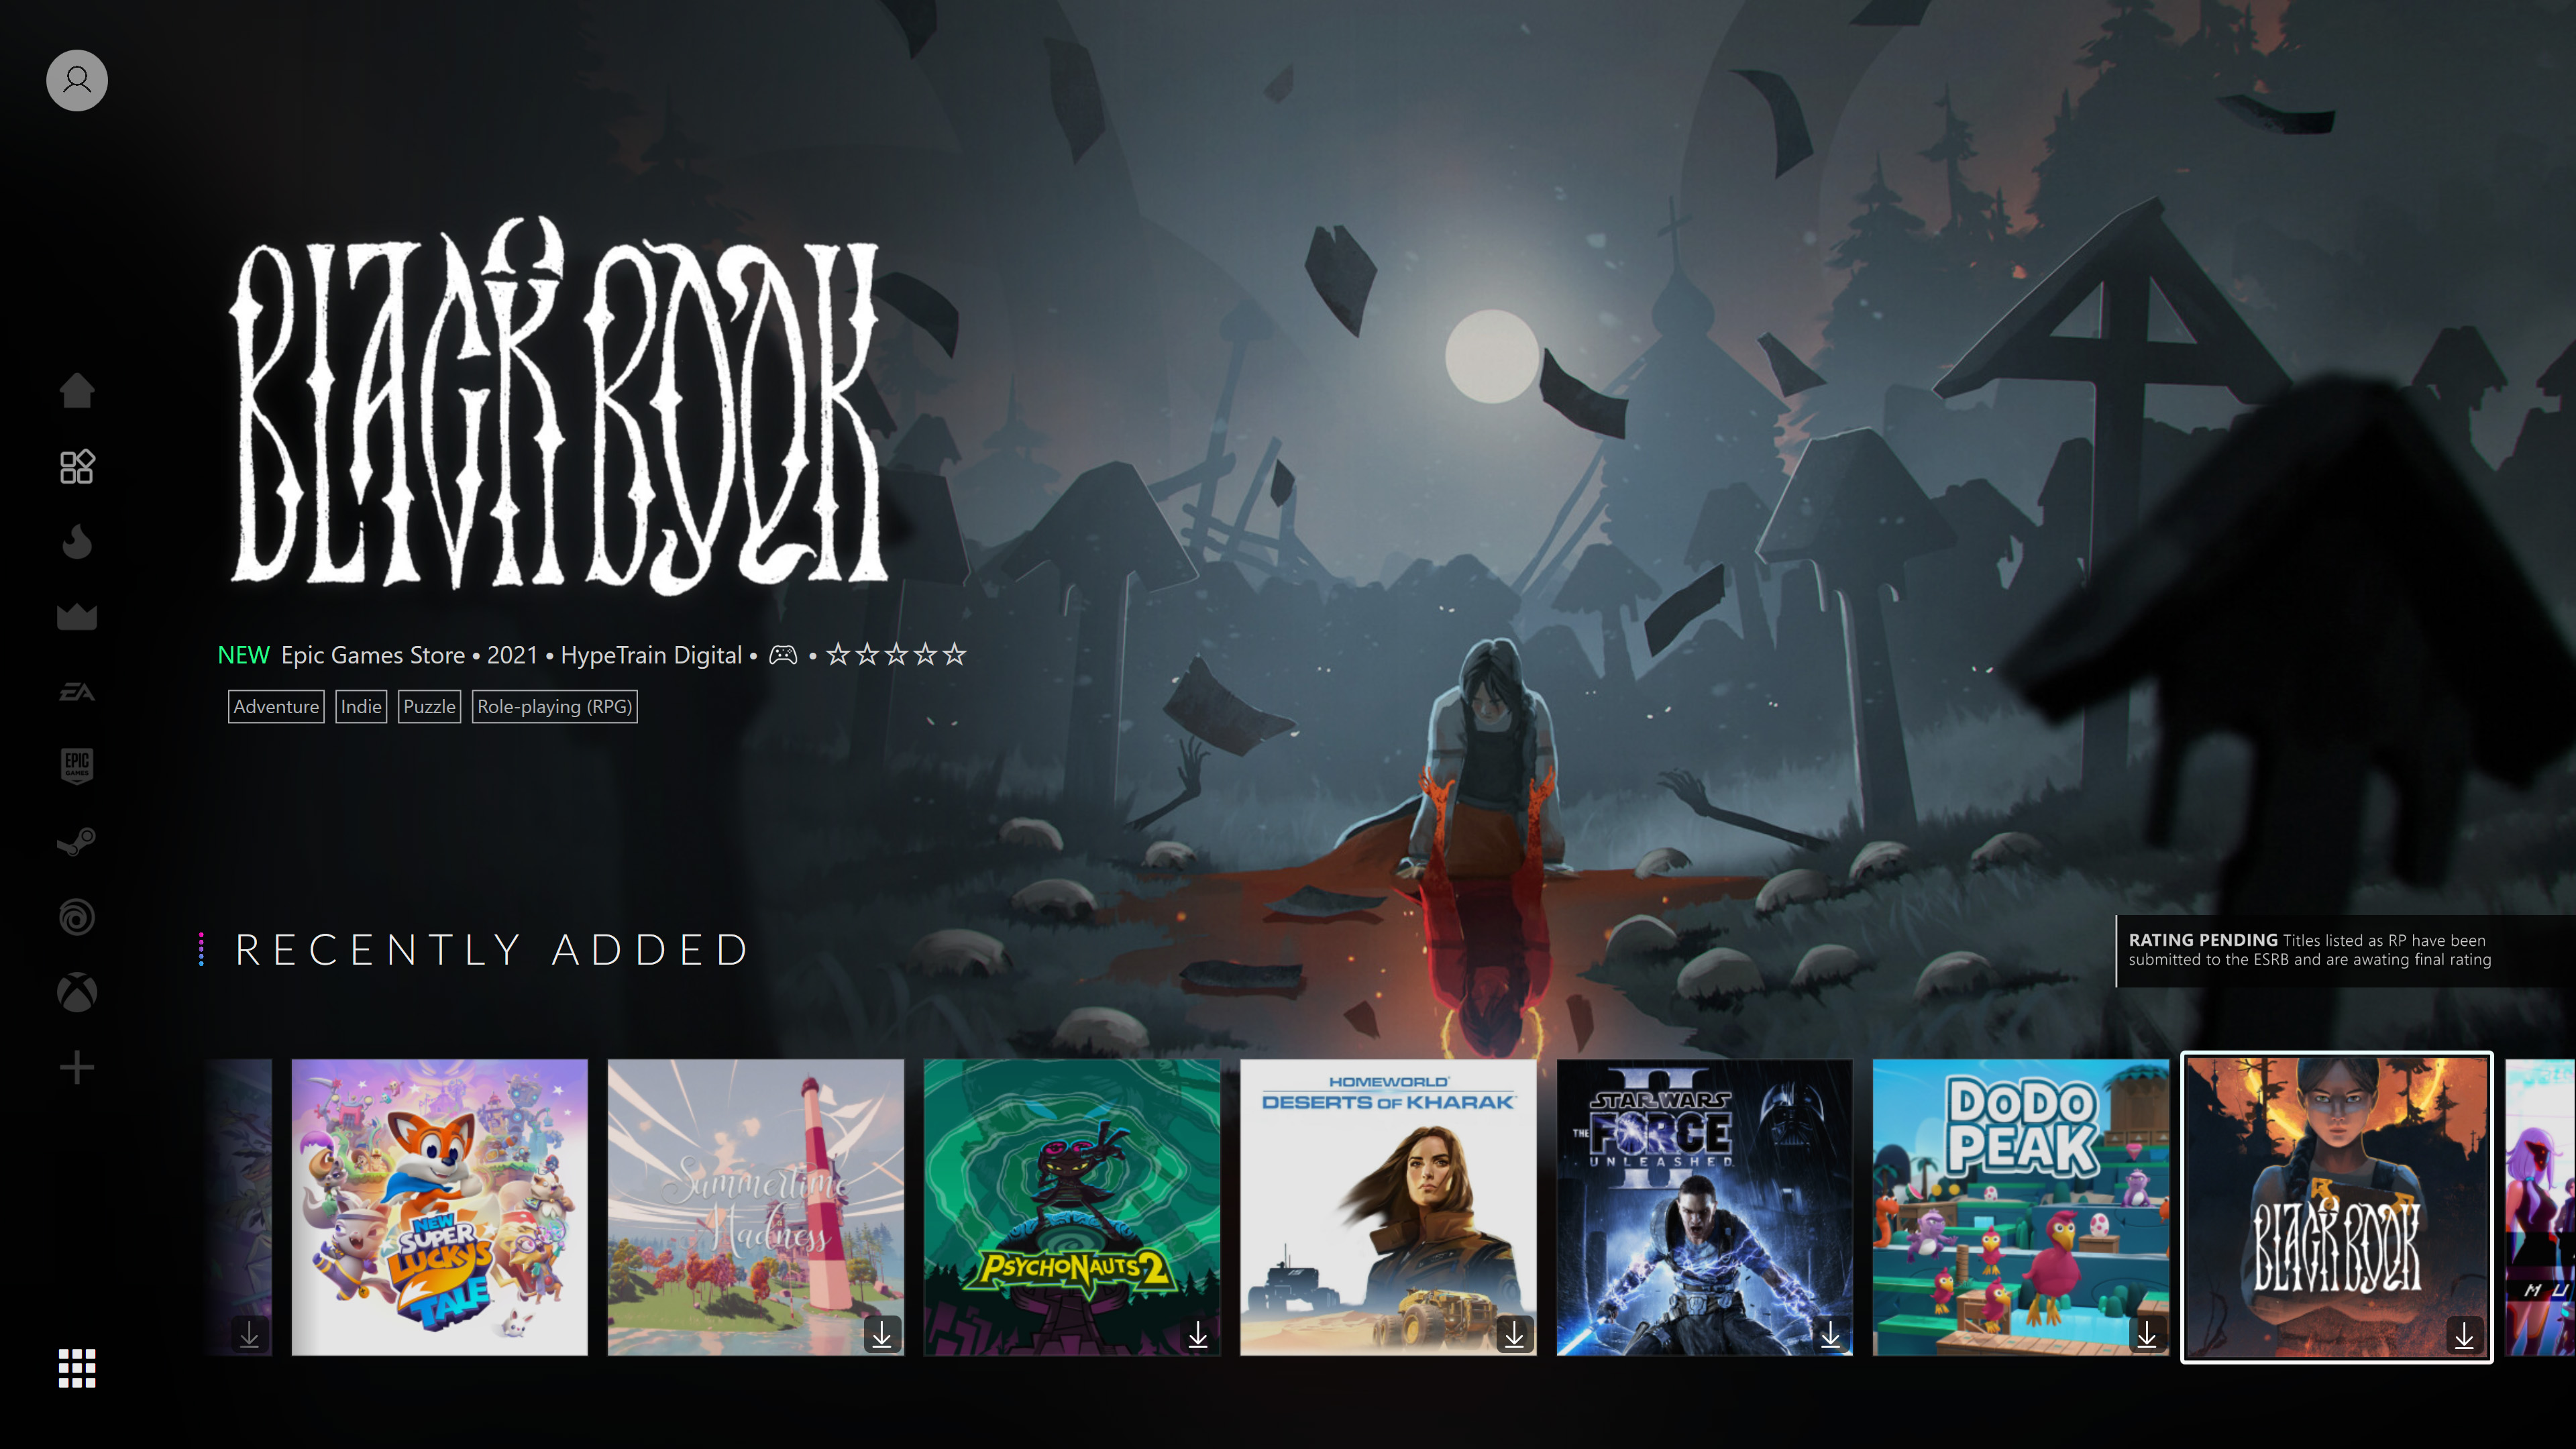 BLACK BOOK
NEW Epic Games Store • 2021 • HypeTrain Digital •
Adventure Indie Puzzle Role-playing (RPG)
EA
EPIC
GAMES
RECENTLY ADDED
RATING PENDING Titles listed as RP have been
submitted to the ESRB and are awating final rating
NEW
SUPER
LUCKY'S
TALE
Summertime
Madness
PSYCHONAUTS 2
HOMEWORLD
DESERTS OF KHARAK
II
STAR WARS
THE FORCE
UNLEASHED
DODO
PEAK
BLACK BOOK
M U